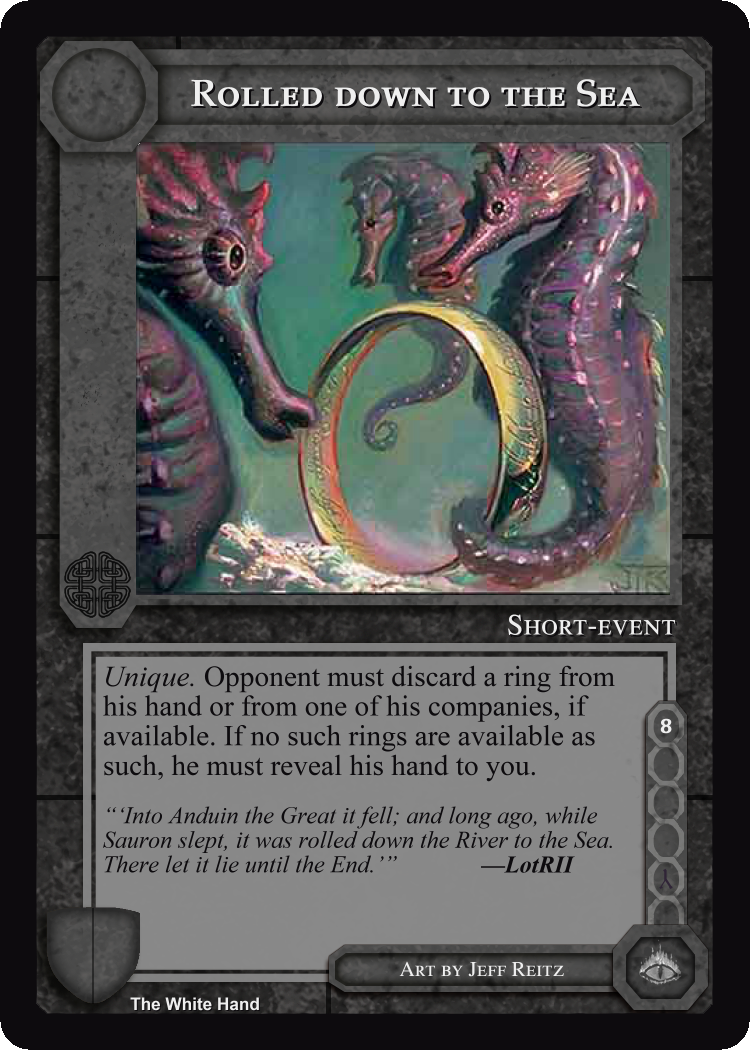 Rolled down to the Sea
JTR
Short-event
Unique. Opponent must discard a ring from
his hand or from one of his companies, if
available. If no such rings are available as
such, he must reveal his hand to you.
8
“‘Into Anduin the Great it fell; and long ago, while
Sauron slept, it was rolled down the River to the Sea.
There let it lie until the End.’” —LotRII
Art by Jeff Reitz
The White Hand